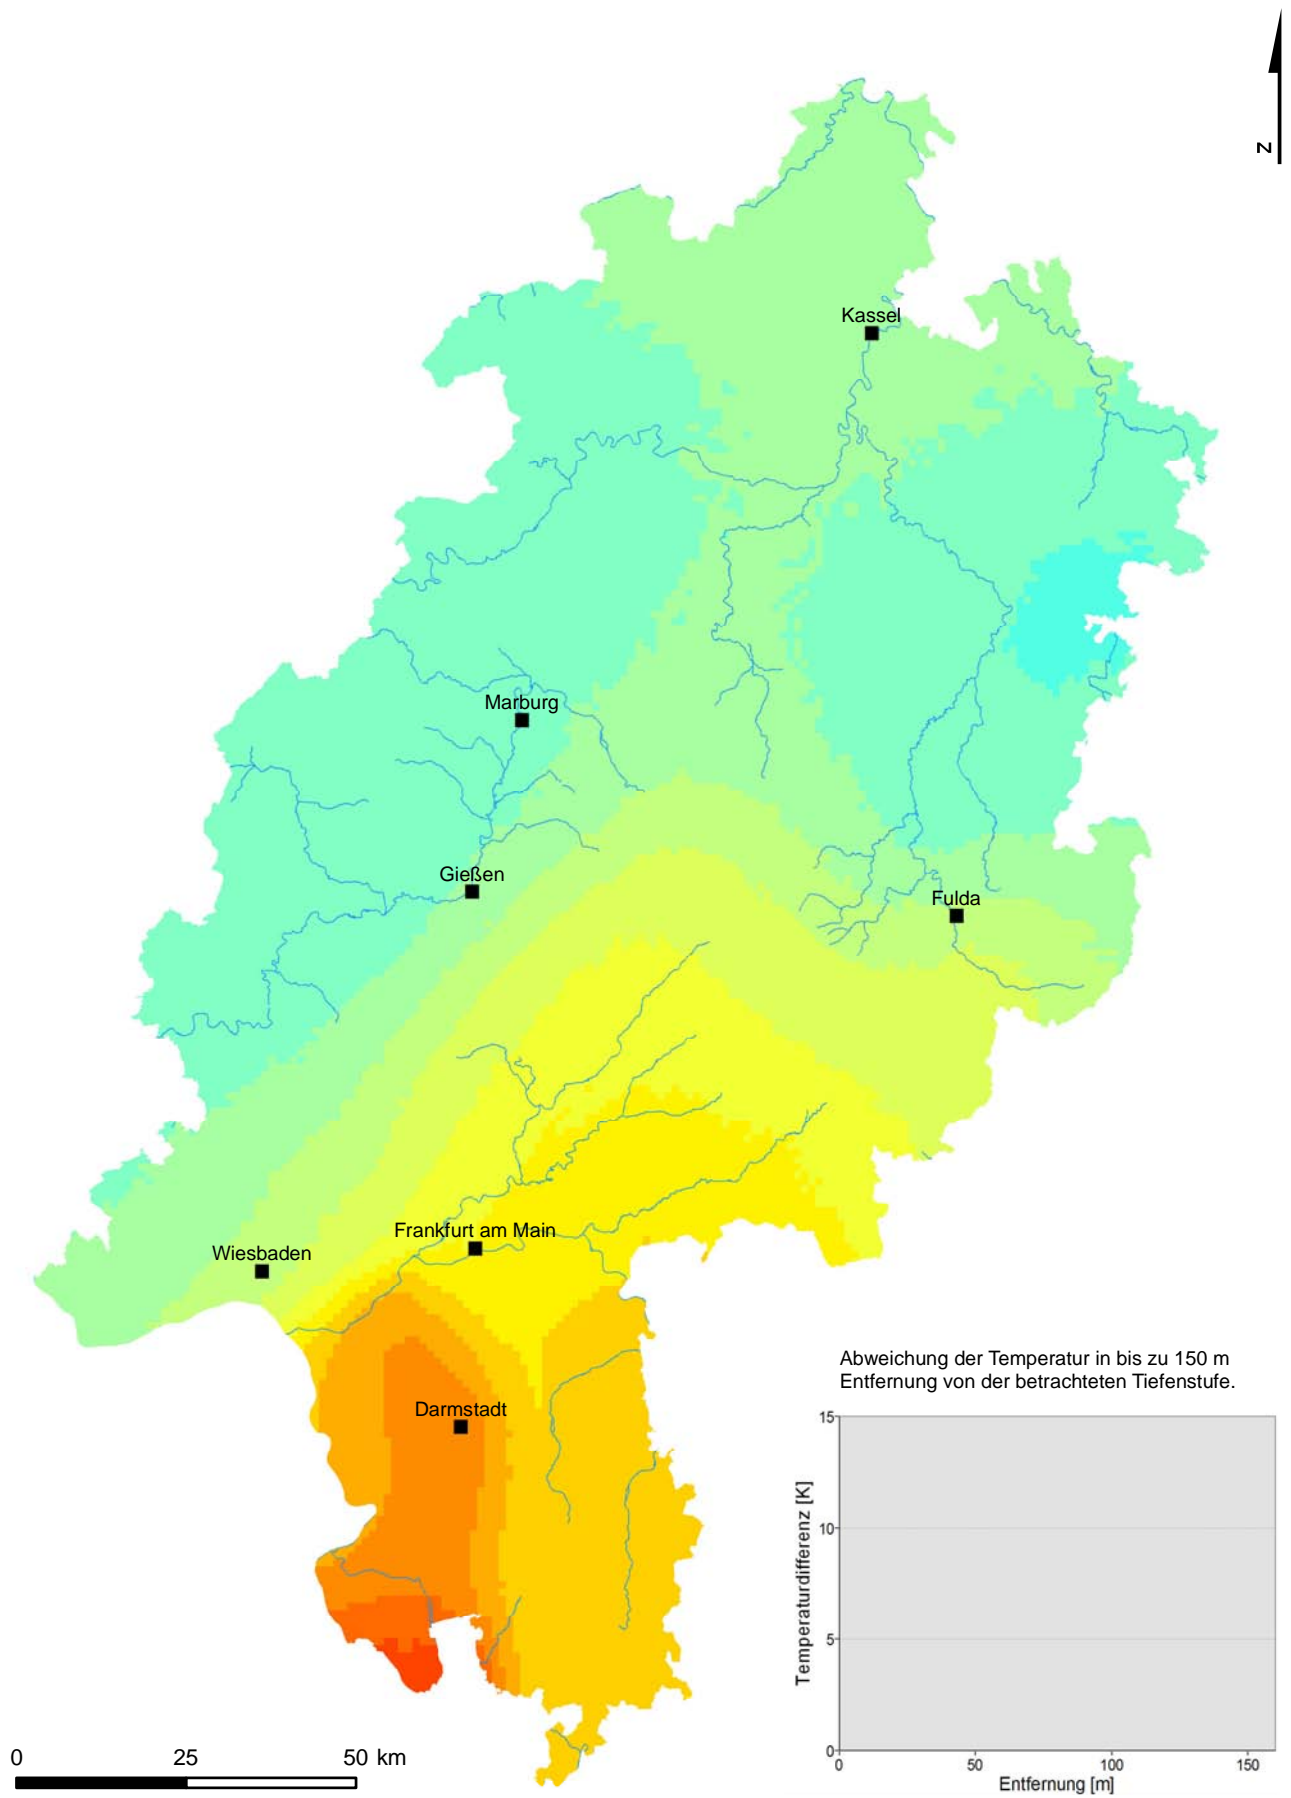 N
Kassel
Marburg
Gießen
Fulda
Frankfurt am Main
Wiesbaden
Darmstadt
Abweichung der Temperatur in bis zu 150 m
Entfernung von der betrachteten Tiefenstufe.
15
10
5
0
Temperaturdifferenz [K]
0 50 100 150
Entfernung [m]
0 25 50 km